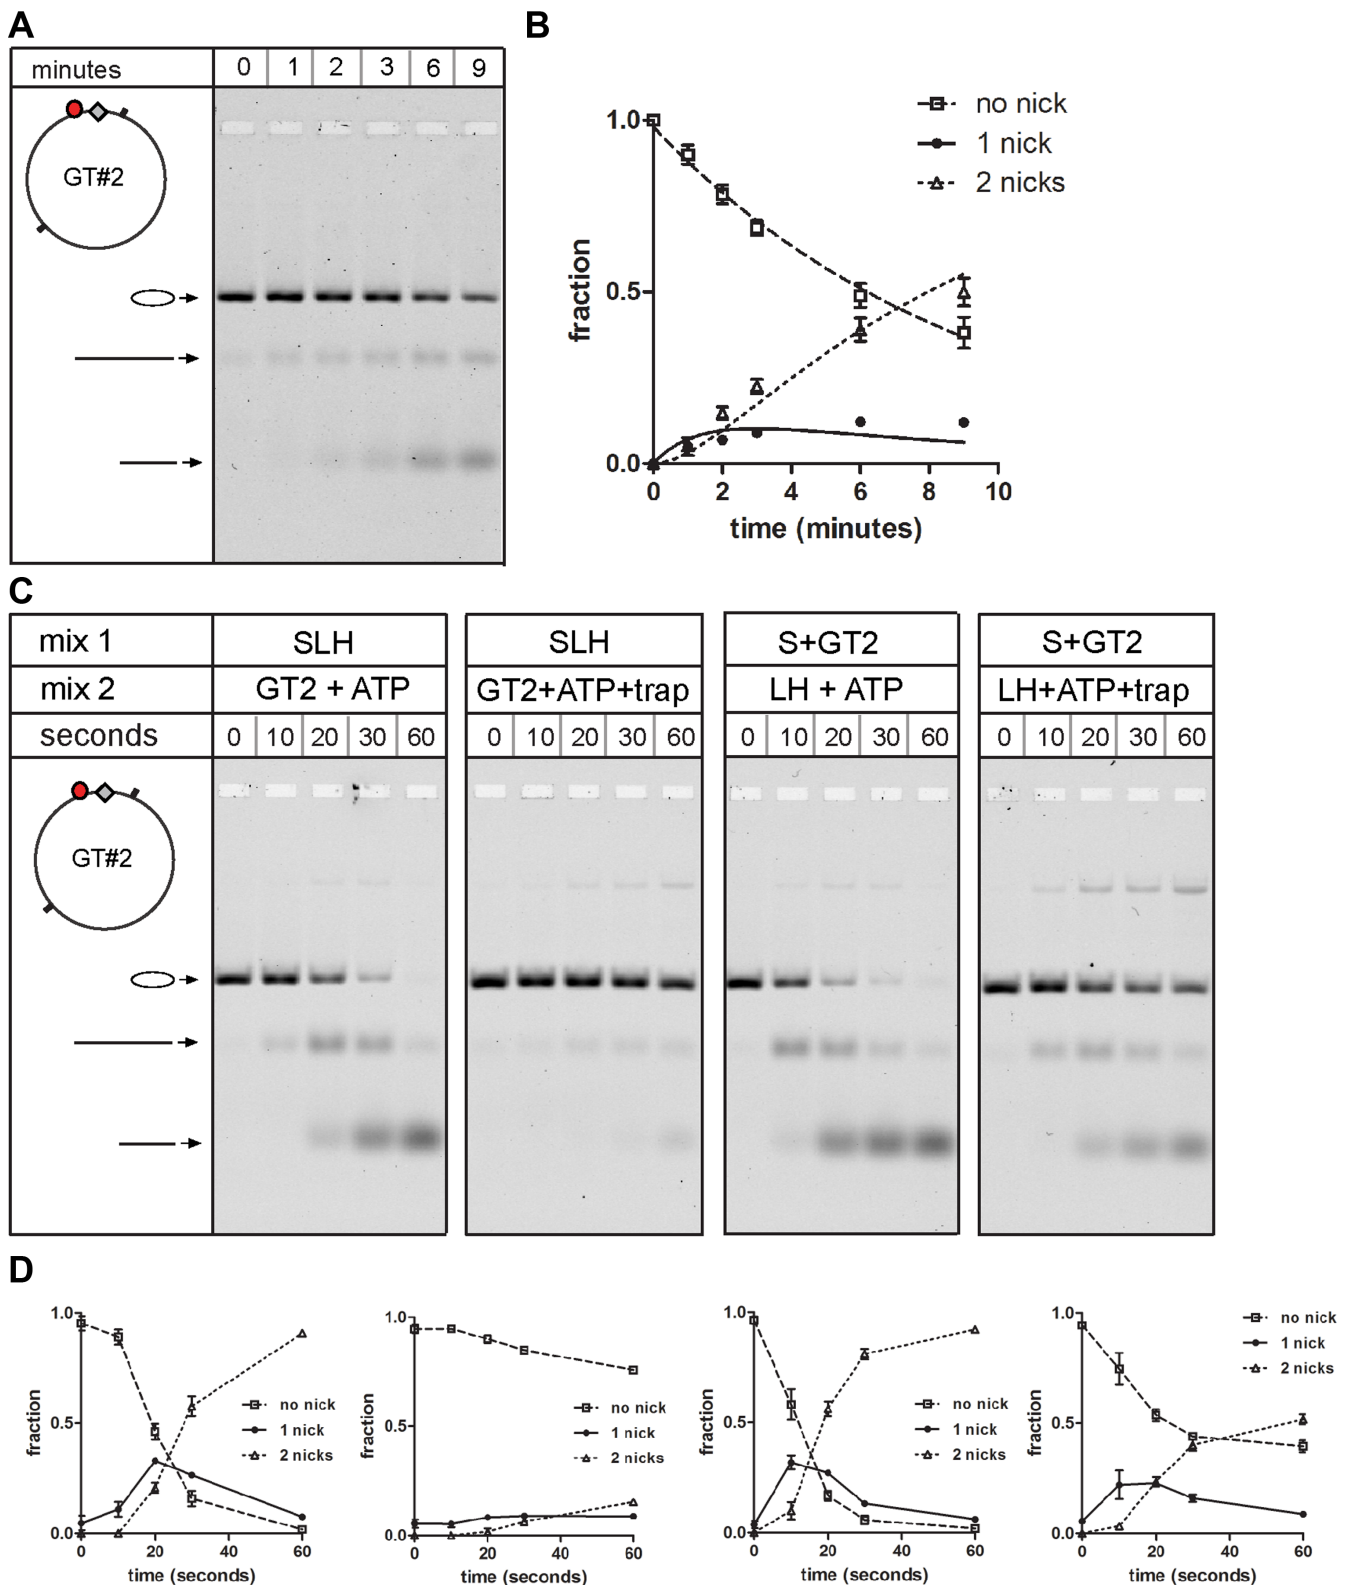 A
minutes 0 1 2 3 6 9
GT#2
B
no nick
1 nick
2 nicks
1.0
0.5
0.0
fraction
0 2 4 6 8 10
time (minutes)
C
mix 1 SLH SLH S+GT2 S+GT2
mix 2 GT2 + ATP GT2+ATP+trap LH + ATP LH+ATP+trap
seconds 0 10 20 30 60 0 10 20 30 60 0 10 20 30 60 0 10 20 30 60
GT#2
D
1.0
0.5
0.0
fraction
no nick
1 nick
2 nicks
0 20 40 60
time (seconds)
1.0
0.5
0.0
fraction
no nick
1 nick
2 nicks
0 20 40 60
time (seconds)
1.0
0.5
0.0
fraction
no nick
1 nick
2 nicks
0 20 40 60
time (seconds)
1.0
0.5
0.0
fraction
no nick
1 nick
2 nicks
0 20 40 60
time (seconds)